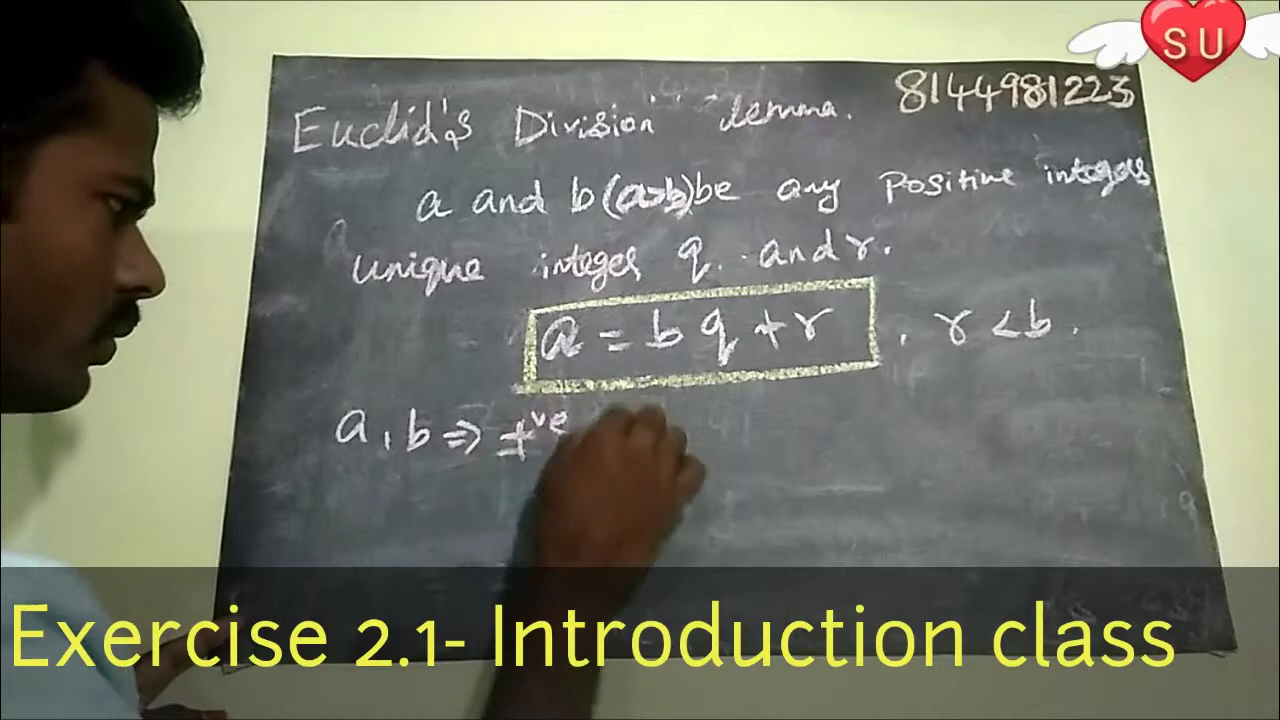 SU
8144981223
Euclid's Division lemma.
a and b (a>b) be any positive integers
unique integer q. and r.
a = bq + r , r < b.
a, b ⇒ +ve
Exercise 2.1- Introduction class